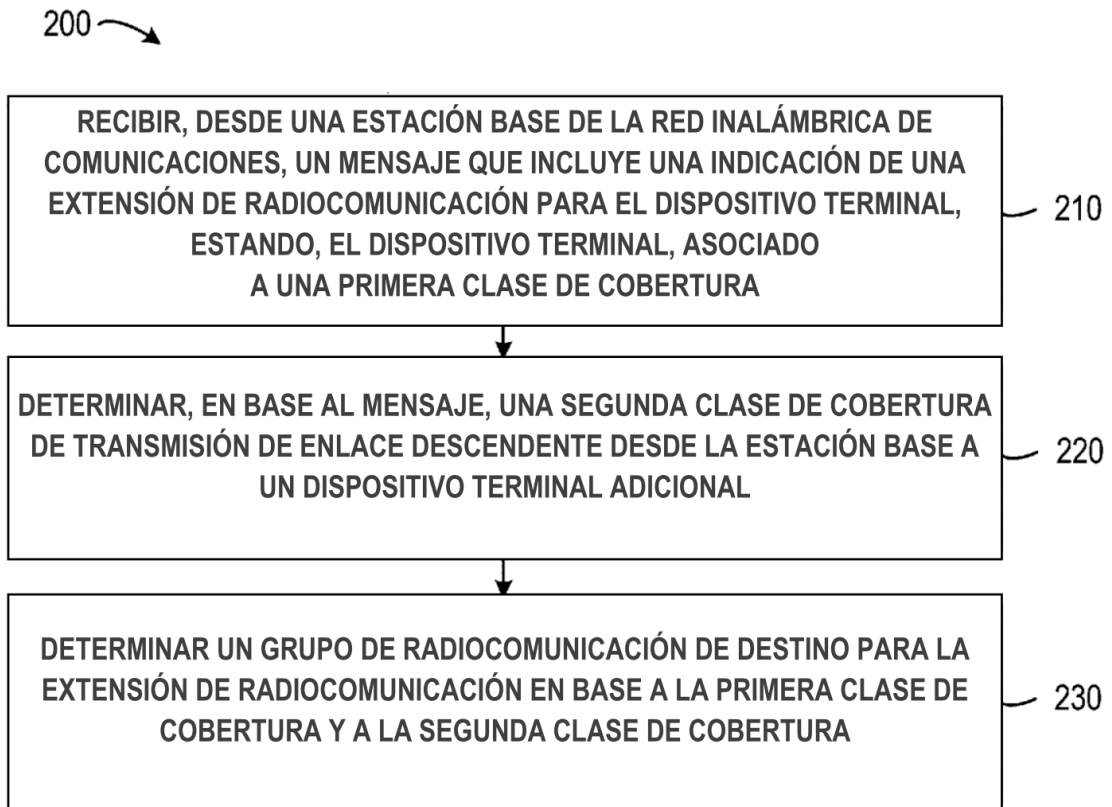 200
RECIBIR, DESDE UNA ESTACIÓN BASE DE LA RED INALÁMBRICA DE
COMUNICACIONES, UN MENSAJE QUE INCLUYE UNA INDICACIÓN DE UNA
EXTENSIÓN DE RADIOCOMUNICACIÓN PARA EL DISPOSITIVO TERMINAL,
ESTANDO, EL DISPOSITIVO TERMINAL, ASOCIADO
A UNA PRIMERA CLASE DE COBERTURA
210
DETERMINAR, EN BASE AL MENSAJE, UNA SEGUNDA CLASE DE COBERTURA
DE TRANSMISIÓN DE ENLACE DESCENDENTE DESDE LA ESTACIÓN BASE A
UN DISPOSITIVO TERMINAL ADICIONAL
220
DETERMINAR UN GRUPO DE RADIOCOMUNICACIÓN DE DESTINO PARA LA
EXTENSIÓN DE RADIOCOMUNICACIÓN EN BASE A LA PRIMERA CLASE DE
COBERTURA Y A LA SEGUNDA CLASE DE COBERTURA
230